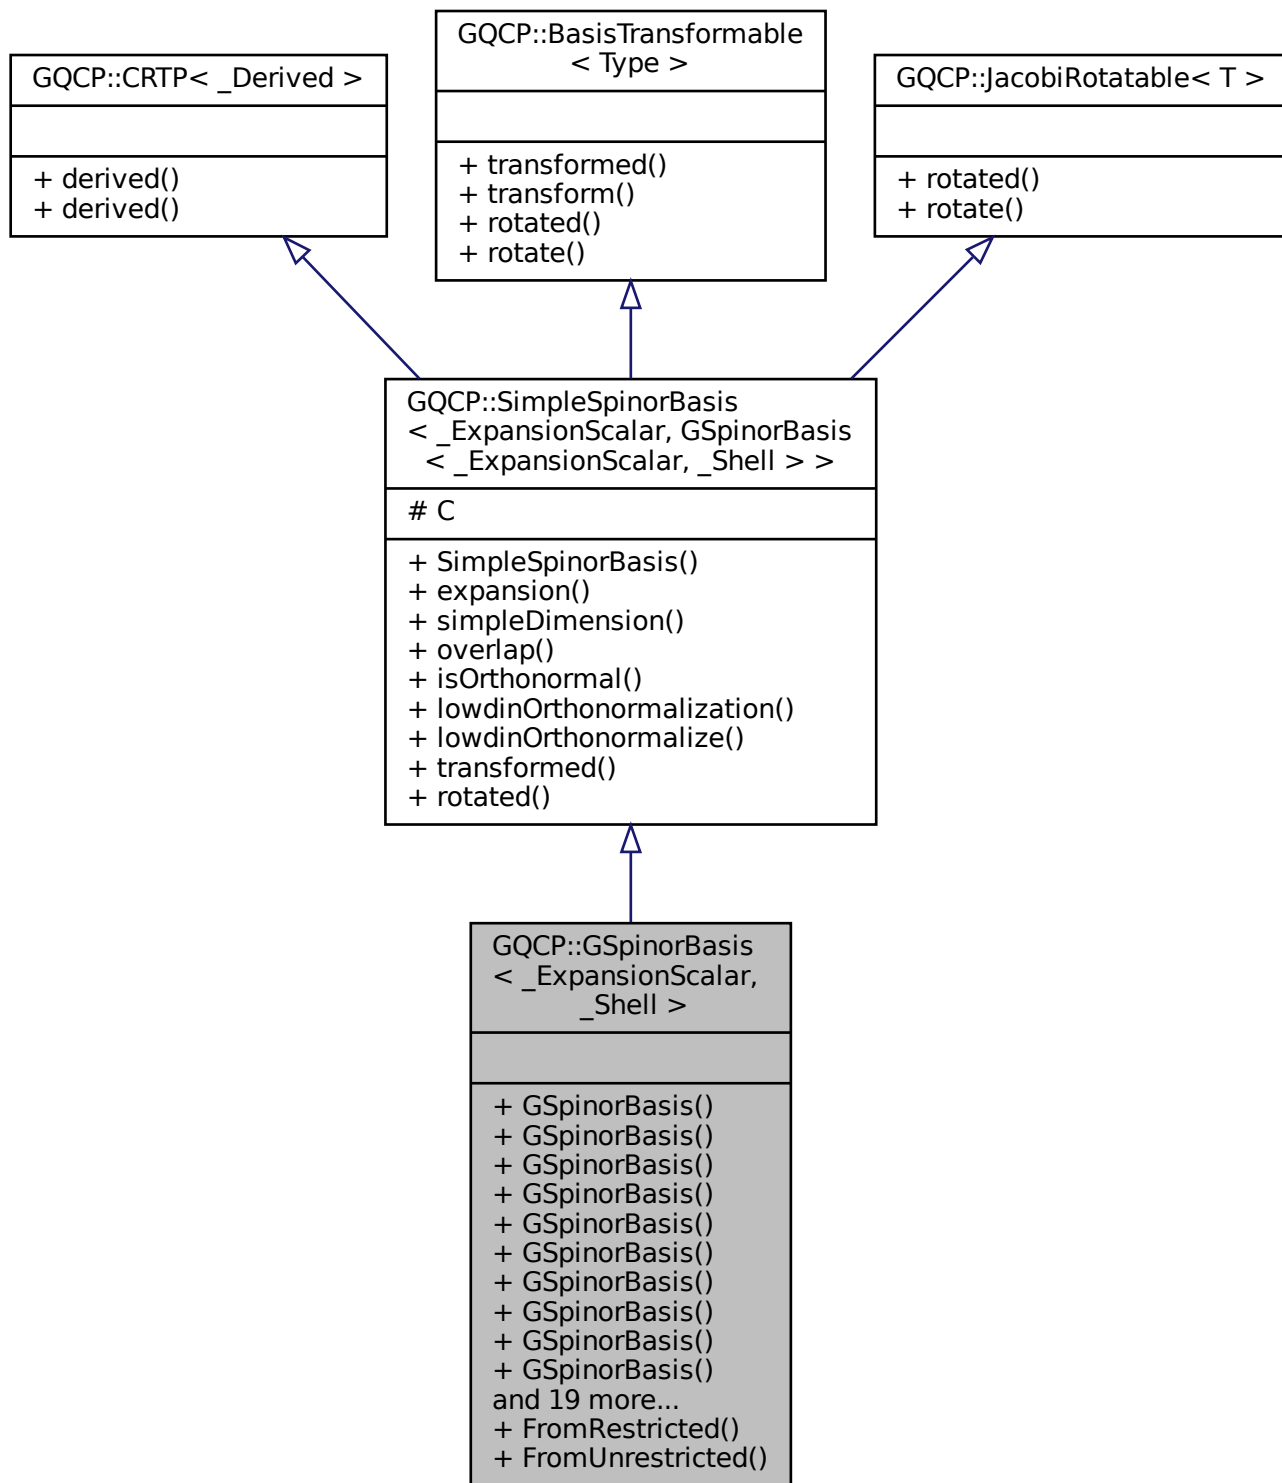 GQCP::CRTP< _Derived >
+ derived()
+ derived()
GQCP::BasisTransformable
< Type >
+ transformed()
+ transform()
+ rotated()
+ rotate()
GQCP::JacobiRotatable< T >
+ rotated()
+ rotate()
GQCP::SimpleSpinorBasis
< _ExpansionScalar, GSpinorBasis
< _ExpansionScalar, _Shell > >
# C
+ SimpleSpinorBasis()
+ expansion()
+ simpleDimension()
+ overlap()
+ isOrthonormal()
+ lowdinOrthonormalization()
+ lowdinOrthonormalize()
+ transformed()
+ rotated()
GQCP::GSpinorBasis
< _ExpansionScalar,
_Shell >
+ GSpinorBasis()
+ GSpinorBasis()
+ GSpinorBasis()
+ GSpinorBasis()
+ GSpinorBasis()
+ GSpinorBasis()
+ GSpinorBasis()
+ GSpinorBasis()
+ GSpinorBasis()
+ GSpinorBasis()
and 19 more...
+ FromRestricted()
+ FromUnrestricted()